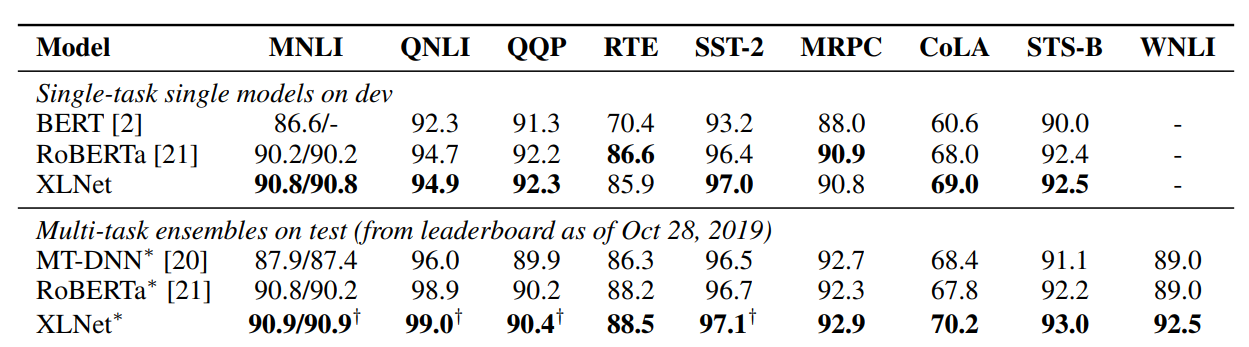 Model MNLI QNLI QQP RTE SST-2 MRPC CoLA STS-B WNLI
Single-task single models on dev
BERT [2] 86.6/- 92.3 91.3 70.4 93.2 88.0 60.6 90.0 -
RoBERTa [21] 90.2/90.2 94.7 92.2 86.6 96.4 90.9 68.0 92.4 -
XLNet 90.8/90.8 94.9 92.3 85.9 97.0 90.8 69.0 92.5 -
Multi-task ensembles on test (from leaderboard as of Oct 28, 2019)
MT-DNN* [20] 87.9/87.4 96.0 89.9 86.3 96.5 92.7 68.4 91.1 89.0
RoBERTa* [21] 90.8/90.2 98.9 90.2 88.2 96.7 92.3 67.8 92.2 89.0
XLNet* 90.9/90.9† 99.0† 90.4† 88.5 97.1† 92.9 70.2 93.0 92.5